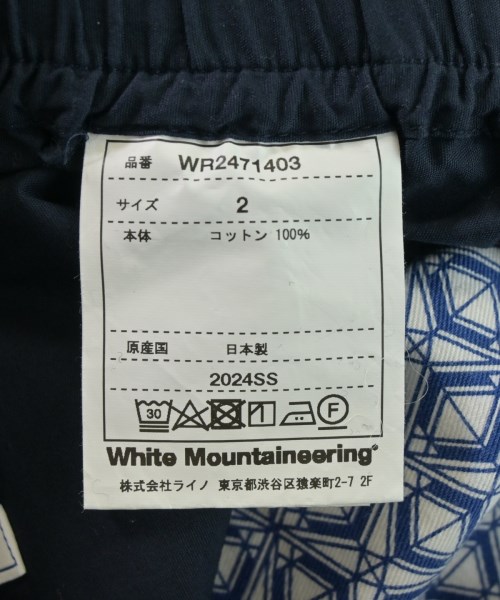 品番 WR2471403
サイズ 2
本体 コットン 100%
原産国 日本製
2024SS
30 F
White Mountaineering®
株式会社ライノ 東京都渋谷区猿楽町2-7 2F